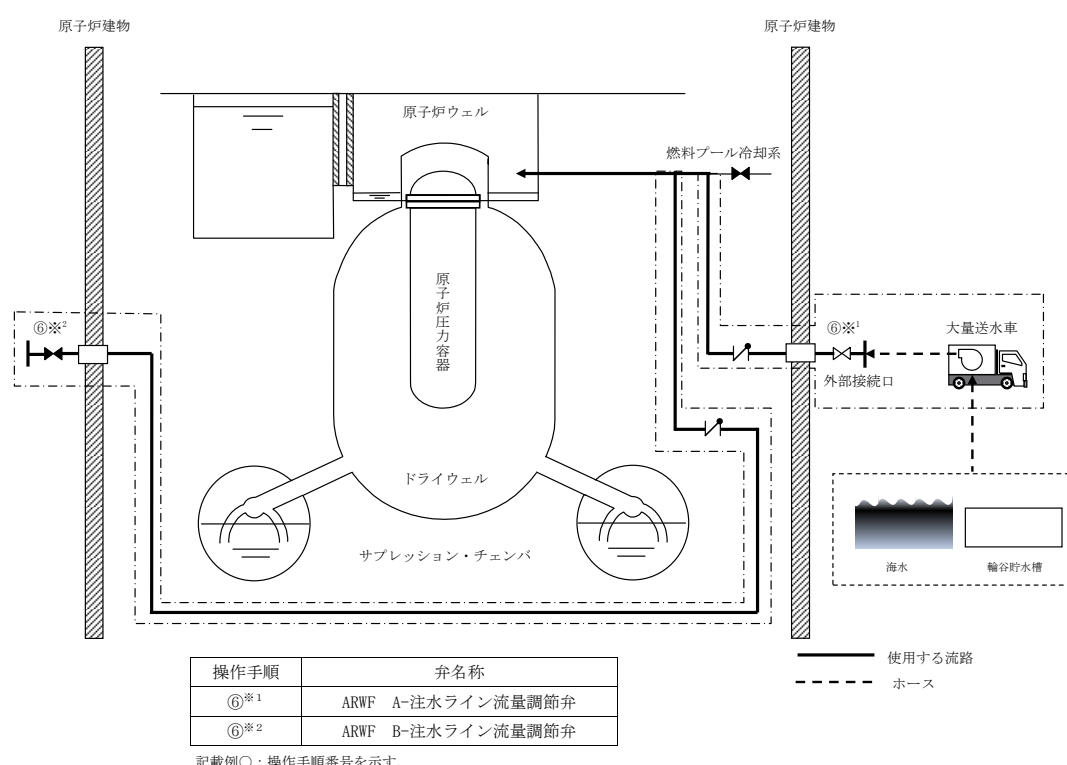 原子炉建物
原子炉建物
原子炉ウェル
燃料プール冷却系
原子炉圧力容器
⑥※2
⑥※1
大量送水車
外部接続口
ドライウェル
サプレッション・チェンバ
海水
輪谷貯水槽
使用する流路
ホース
操作手順 弁名称
⑥※1 ARWF A-注水ライン流量調節弁
⑥※2 ARWF B-注水ライン流量調節弁
記載例○：操作手順番号を示す